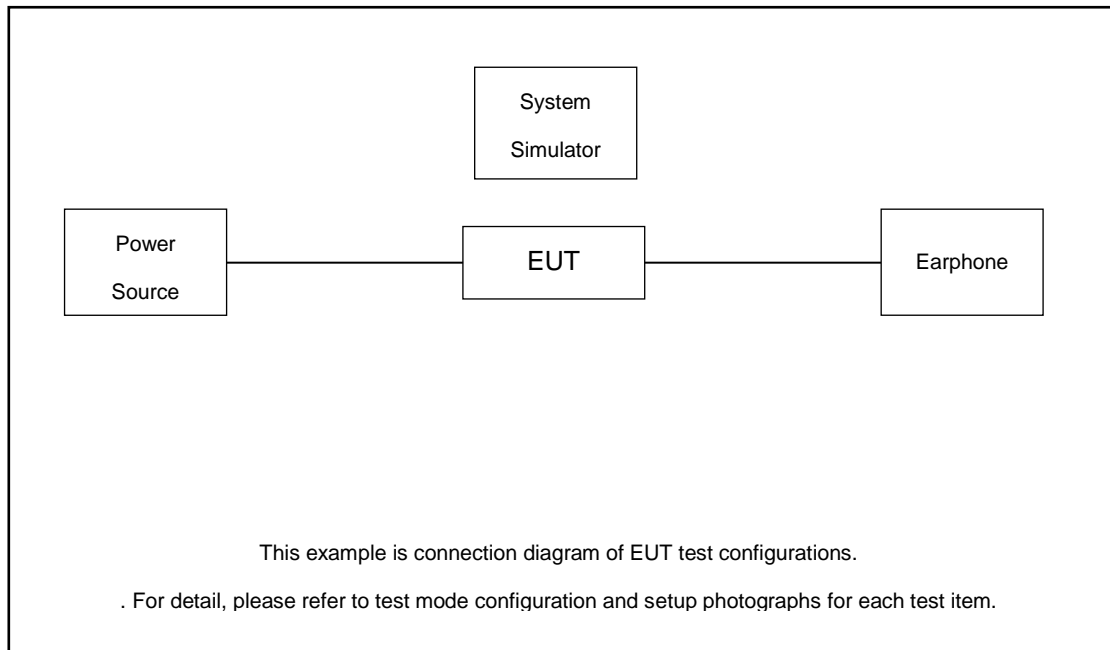 System
Simulator
Power
Source
EUT
Earphone
This example is connection diagram of EUT test configurations.
. For detail, please refer to test mode configuration and setup photographs for each test item.